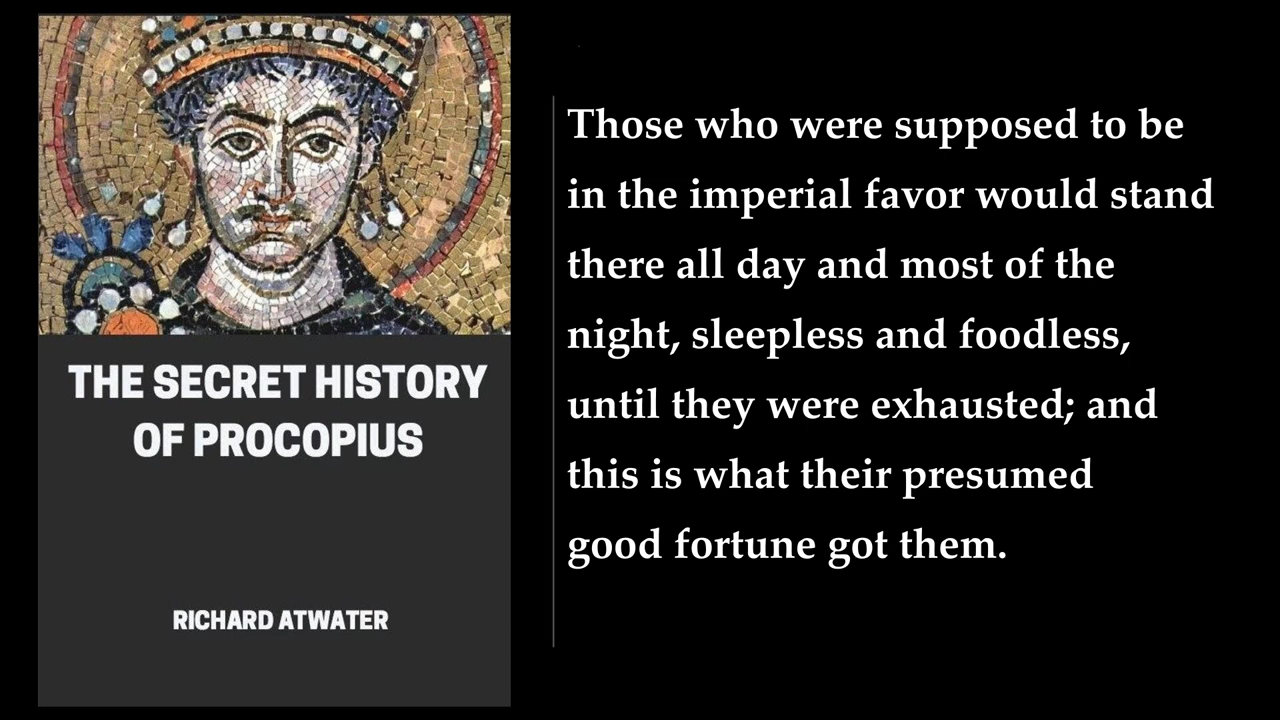 THE SECRET HISTORY
OF PROCOPIUS
RICHARD ATWATER
Those who were supposed to be
in the imperial favor would stand
there all day and most of the
night, sleepless and foodless,
until they were exhausted; and
this is what their presumed
good fortune got them.